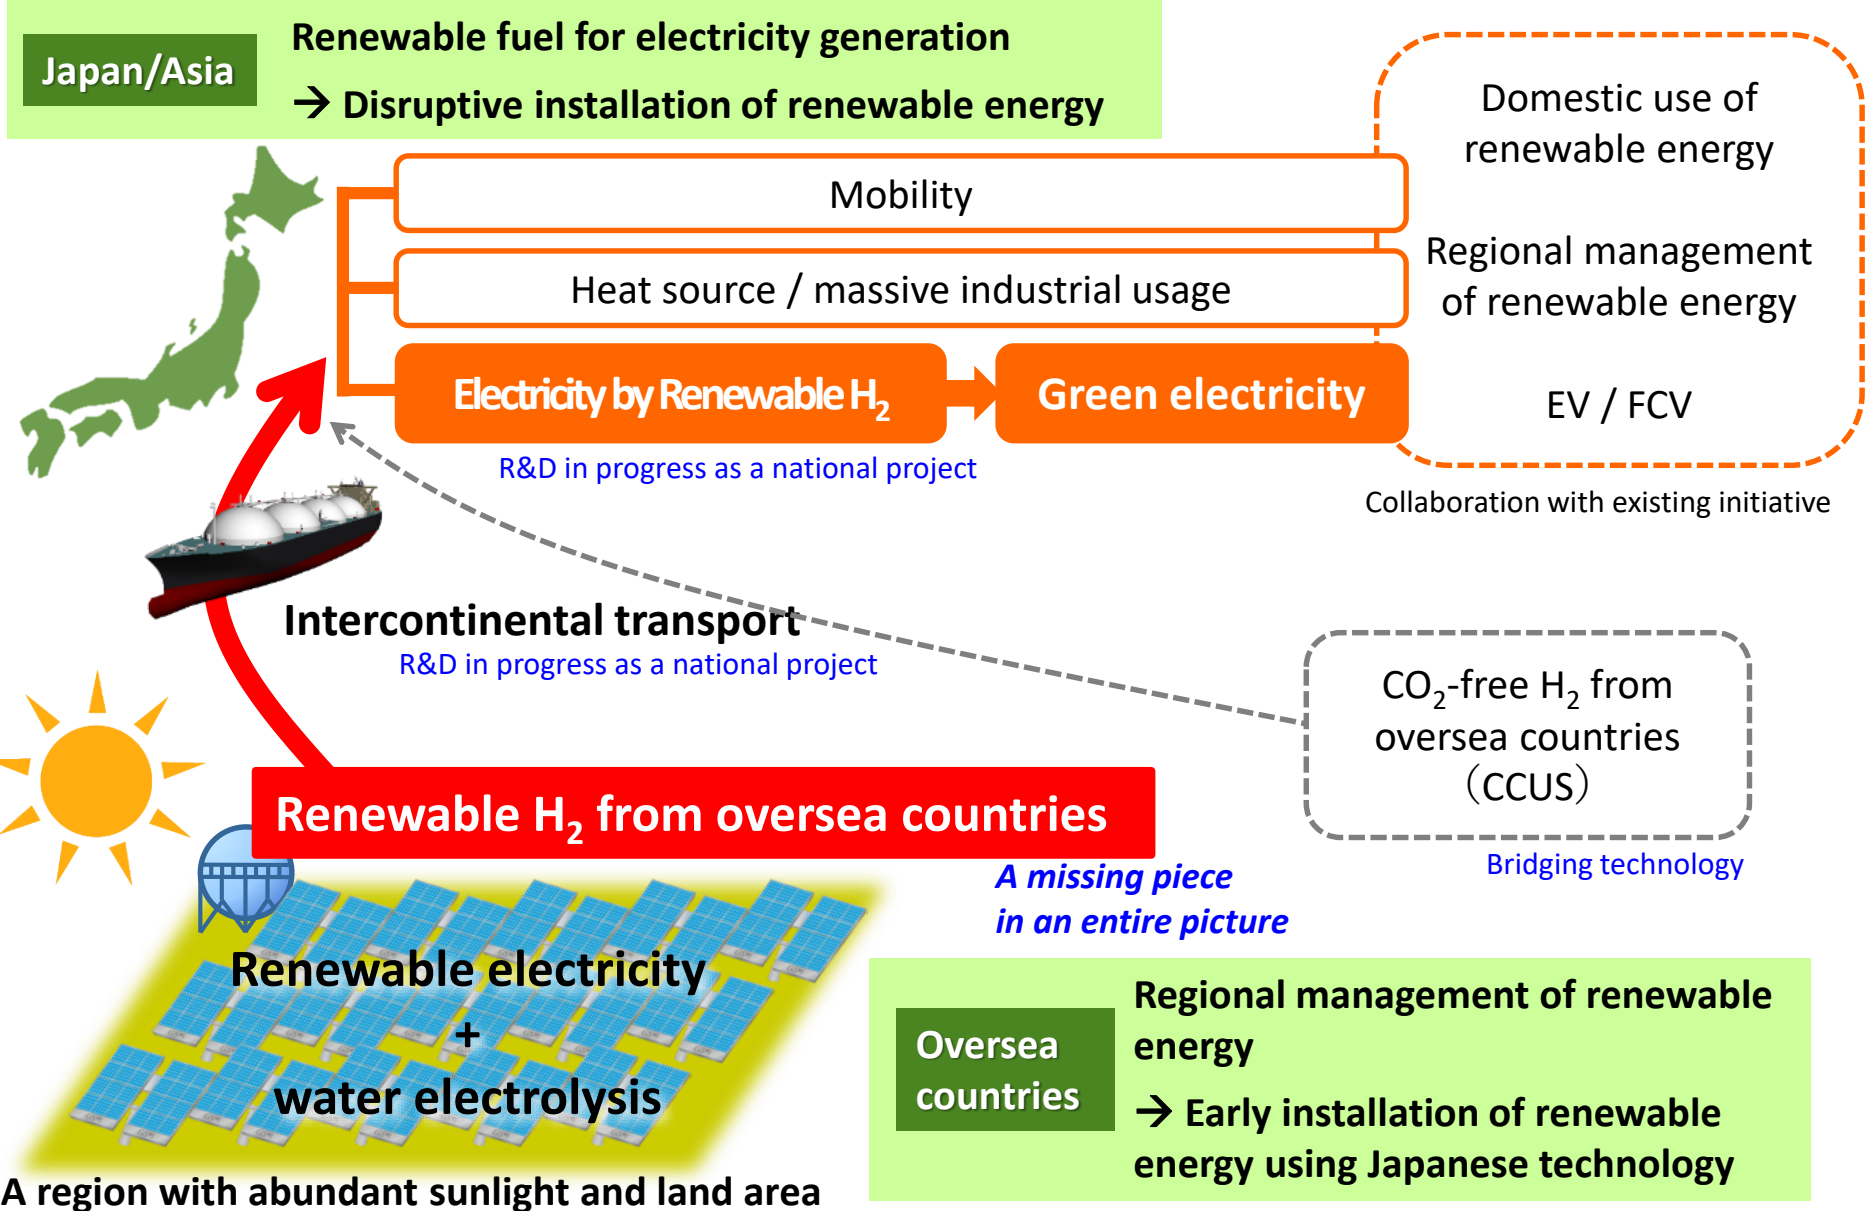 Japan/Asia
Renewable fuel for electricity generation
→ Disruptive installation of renewable energy
Domestic use of
renewable energy
Regional management
of renewable energy
EV / FCV
Collaboration with existing initiative
Mobility
Heat source / massive industrial usage
Electricity by Renewable H₂
Green electricity
R&D in progress as a national project
Intercontinental transport
R&D in progress as a national project
CO₂-free H₂ from
oversea countries
（CCUS）
Bridging technology
Renewable H₂ from oversea countries
A missing piece
in an entire picture
Renewable electricity
+
water electrolysis
A region with abundant sunlight and land area
Oversea
countries
Regional management of renewable
energy
→ Early installation of renewable
energy using Japanese technology